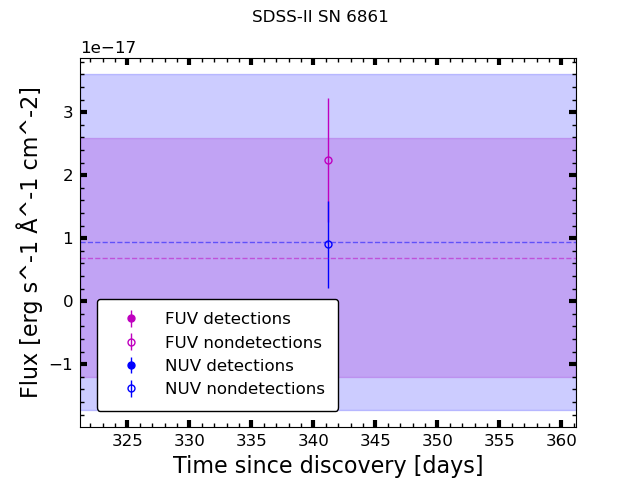 SDSS-II SN 6861
1e−17
3
2
1
0
−1
Flux [erg s^-1 Å^-1 cm^-2]
FUV detections
FUV nondetections
NUV detections
NUV nondetections
325 330 335 340 345 350 355 360
Time since discovery [days]